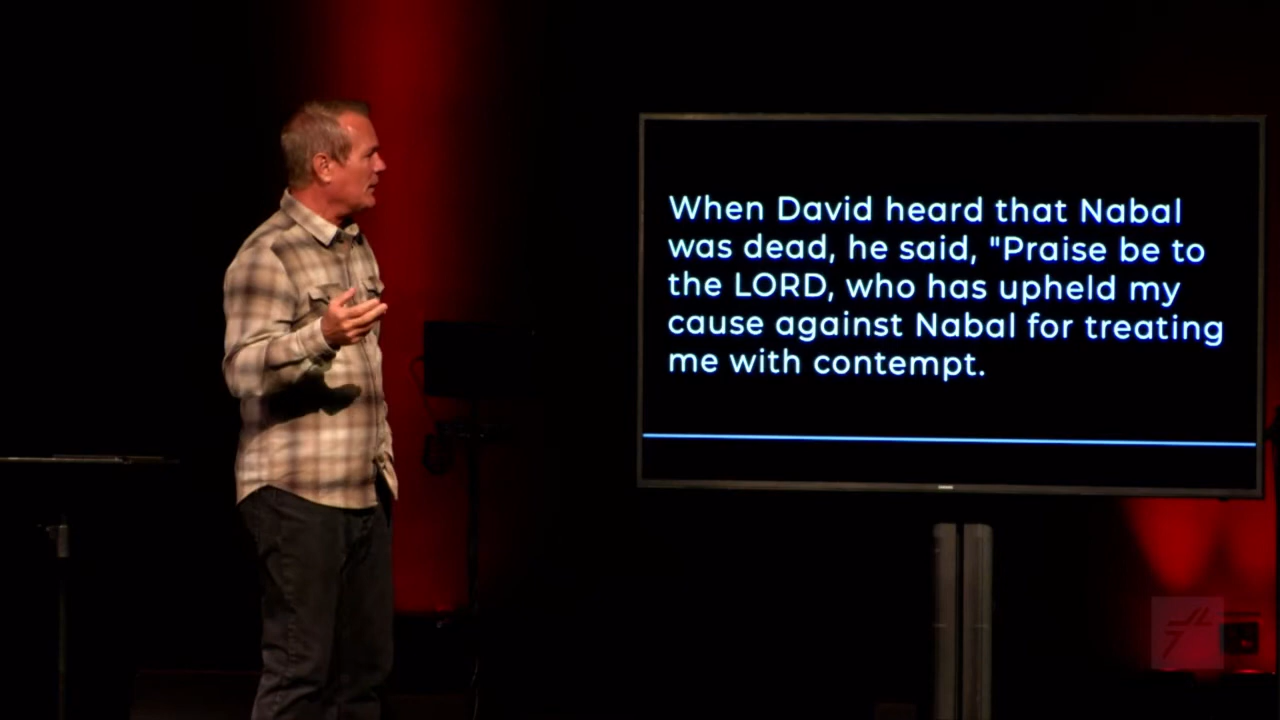 When David heard that Nabal
was dead, he said, "Praise be to
the LORD, who has upheld my
cause against Nabal for treating
me with contempt.